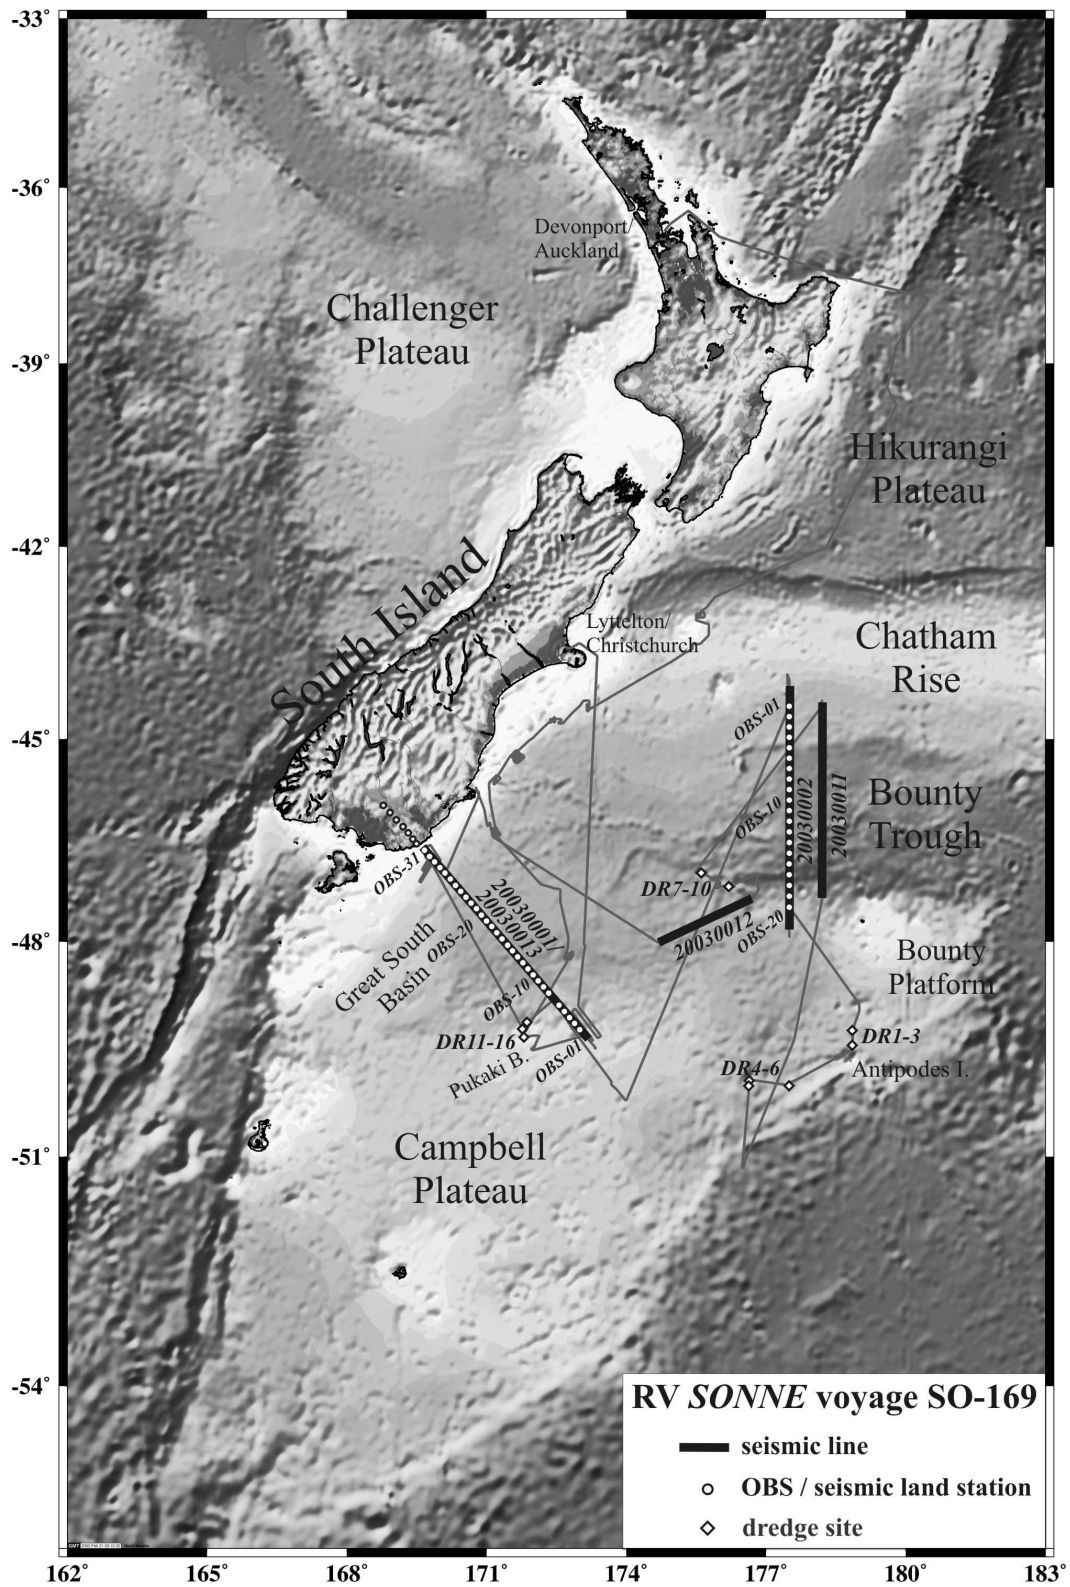 -33°
-36°
-39°
-42°
-45°
-48°
-51°
-54°
Devonport/
Auckland
Challenger
Plateau
Hikurangi
Plateau
South Island
Lyttelton/
Christchurch
Chatham
Rise
OBS-01
OBS-10
20030002
20030011
Bounty
Trough
OBS-31
DR7-10
20030012
OBS-20
20030001/
20030013
OBS-20
Great South
Basin
OBS-10
Bounty
Platform
DR11-16
OBS-01
Pukaki B.
DR1-3
DR4-6
Antipodes I.
Campbell
Plateau
RV SONNE voyage SO-169
seismic line
OBS / seismic land station
dredge site
GMT
162°
165°
168°
171°
174°
177°
180°
183°